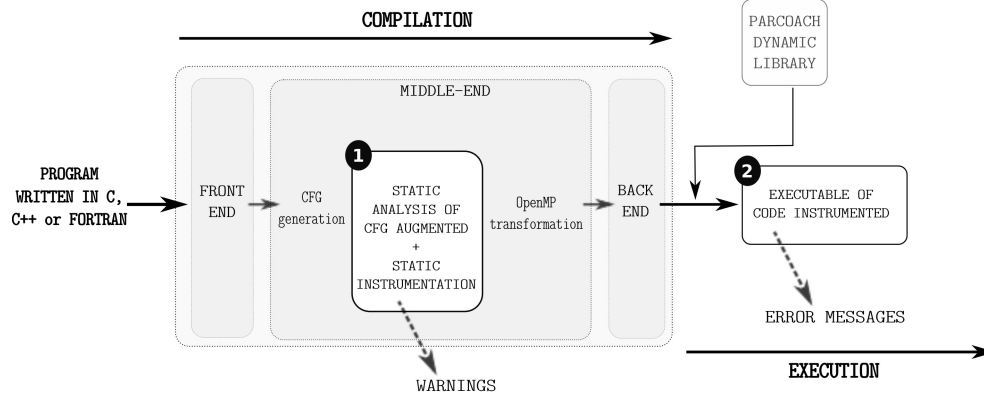 COMPILATION
PARCOACH
DYNAMIC
LIBRARY
MIDDLE-END
PROGRAM
WRITTEN IN C,
C++ or FORTRAN
FRONT
END
CFG
generation
1
STATIC
ANALYSIS OF
CFG AUGMENTED
+
STATIC
INSTRUMENTATION
OpenMP
transformation
BACK
END
2
EXECUTABLE OF
CODE INSTRUMENTED
ERROR MESSAGES
WARNINGS
EXECUTION